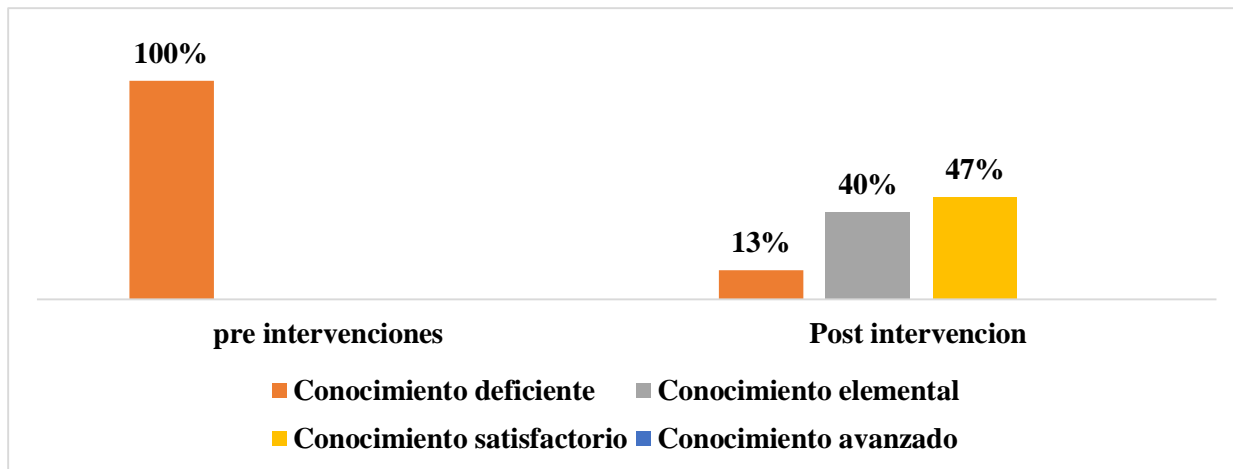 100%
47%
40%
13%
pre intervenciones
Post intervencion
Conocimiento deficiente
Conocimiento elemental
Conocimiento satisfactorio
Conocimiento avanzado